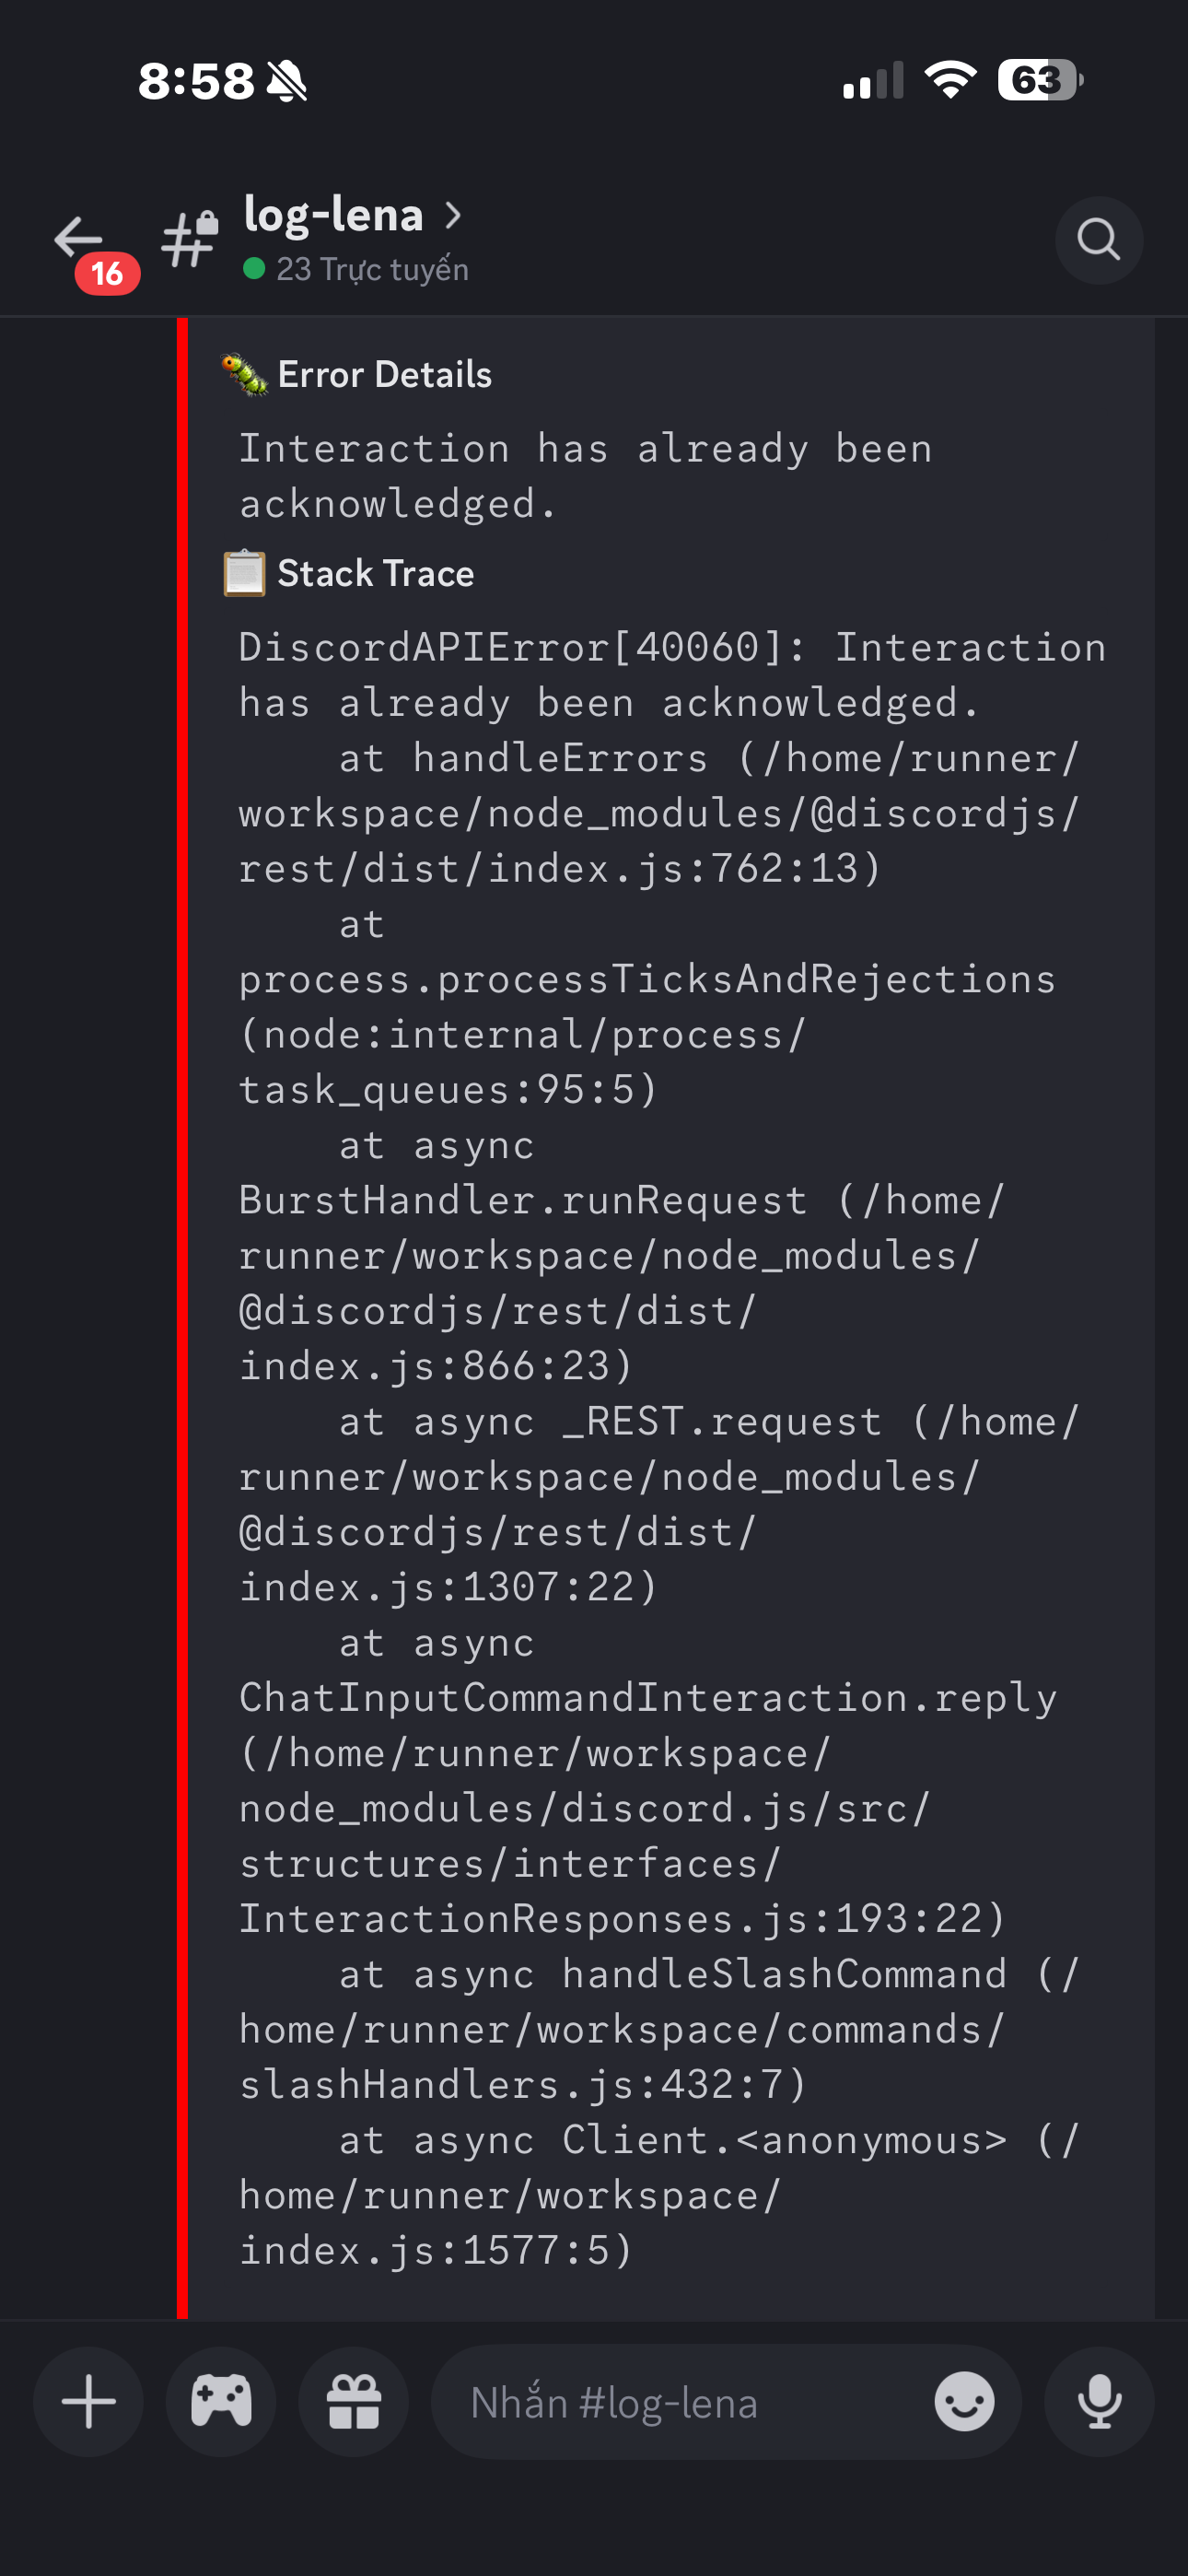 8:58
63
16
log-lena
23 Trực tuyến
Error Details
Interaction has already been
acknowledged.
Stack Trace
DiscordAPIError[40060]: Interaction
has already been acknowledged.
at handleErrors (/home/runner/
workspace/node_modules/@discordjs/
rest/dist/index.js:762:13)
at
process.processTicksAndRejections
(node:internal/process/
task_queues:95:5)
at async
BurstHandler.runRequest (/home/
runner/workspace/node_modules/
@discordjs/rest/dist/
index.js:866:23)
at async _REST.request (/home/
runner/workspace/node_modules/
@discordjs/rest/dist/
index.js:1307:22)
at async
ChatInputCommandInteraction.reply
(/home/runner/workspace/
node_modules/discord.js/src/
structures/interfaces/
InteractionResponses.js:193:22)
at async handleSlashCommand (/
home/runner/workspace/commands/
slashHandlers.js:432:7)
at async Client.<anonymous> (/
home/runner/workspace/
index.js:1577:5)
Nhắn #log-lena